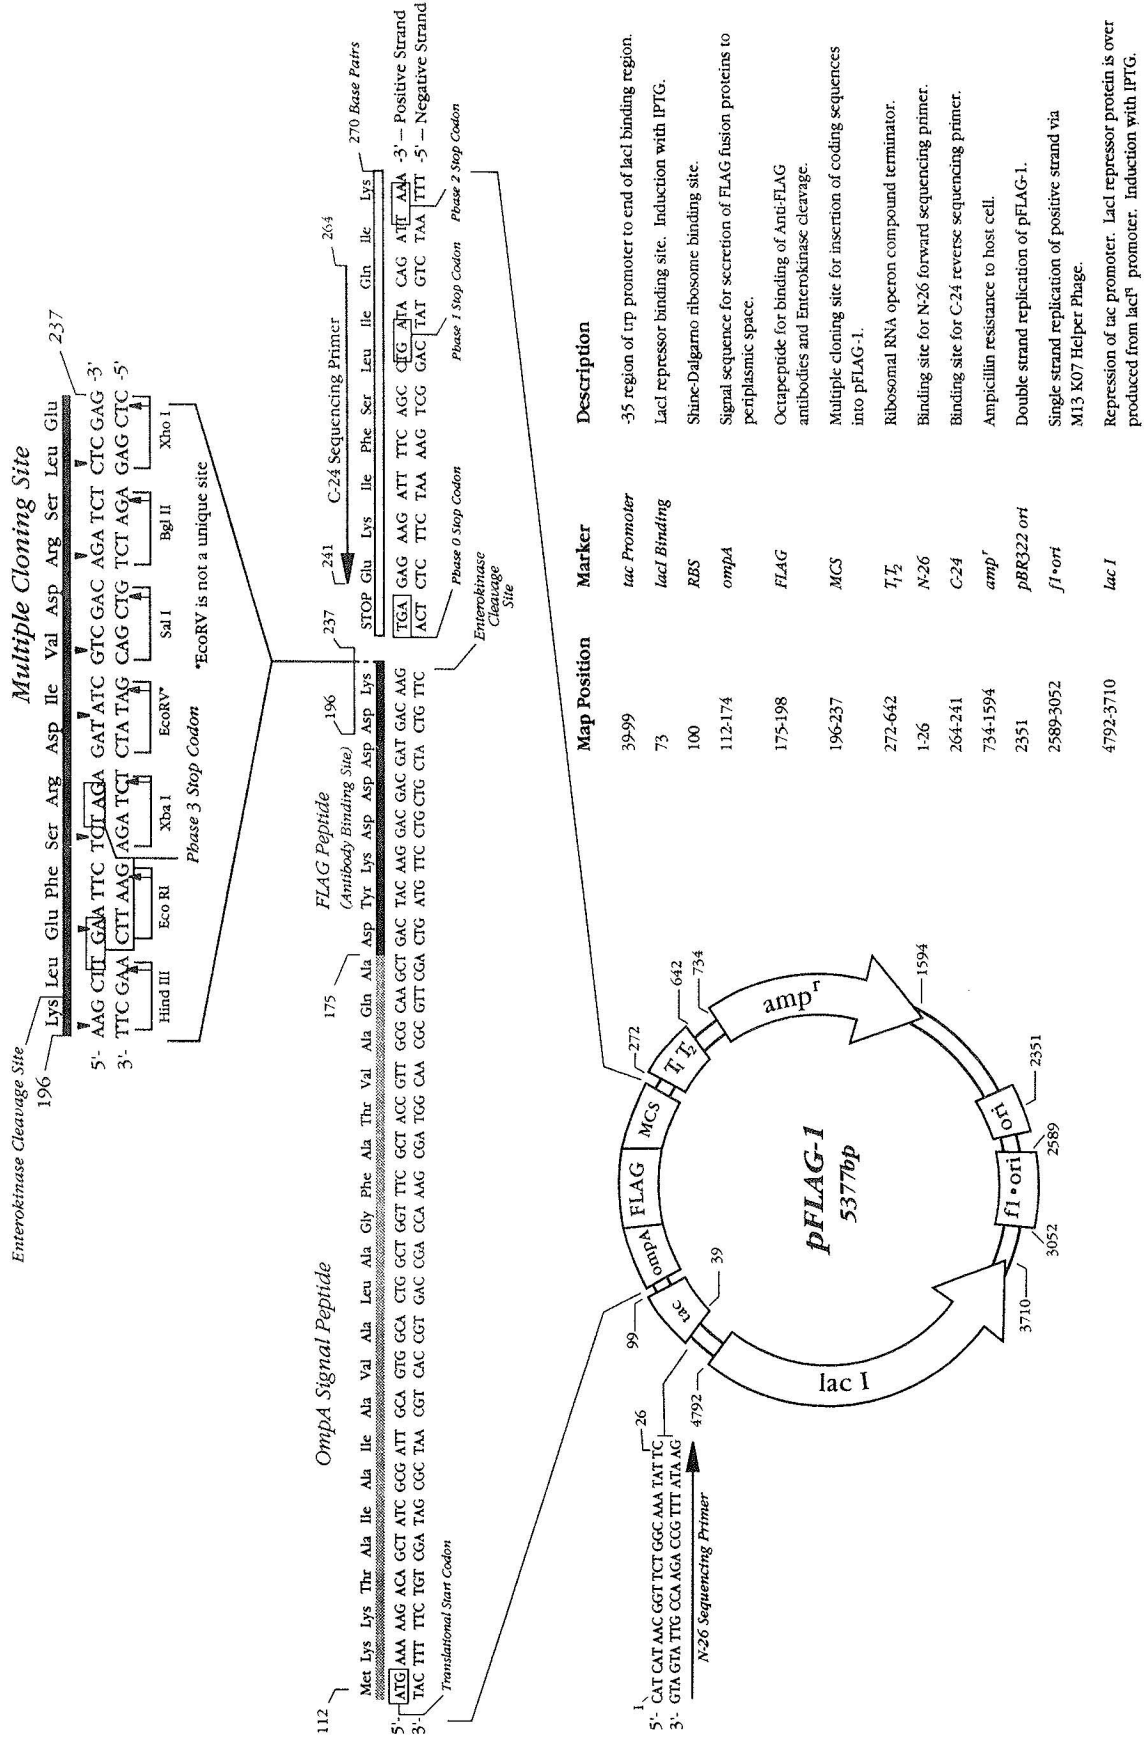 Multiple Cloning Site
Enterokinase Cleavage Site
196
237
Lys Leu Glu Phe Ser Arg Asp Ile Val Asp Arg Ser Leu Glu
5'- AAG CTT GAA TTC TCT AGA GAT ATC GTC GAC AGA TCT CTC GAG -3'
3'- TTC GAA CTT AAG AGA TCT CTA TAG CAG CTG TCT AGA GAG CTC -5'
Hind III
Eco RI
Xba I
EcoRV*
Sal I
Bgl II
Xho I
Phase 3 Stop Codon
*EcoRV is not a unique site
OmpA Signal Peptide
FLAG Peptide
(Antibody Binding Site)
112
175
196
237
241
C-24 Sequencing Primer
264
270 Base Pairs
Met Lys Lys Thr Ala Ile Ala Ile Ala Val Ala Leu Ala Gly Phe Ala Thr Val Ala Gln Ala Asp Tyr Lys Asp Asp Asp Asp Lys
STOP Glu Lys Ile Phe Ser Leu Ile Gln Ile Lys
5'- ATG AAA AAG ACA GCT ATC GCG ATT GCA GTG GCA CTG GCT GGT TTC GCT ACC GTT GCG CAA GCT GAC TAC AAG GAC GAC GAT GAC AAG
TGA GAG AAG ATT TTC AGC CTG ATA CAG ATT AAA -3' – Positive Strand
3'- TAC TTT TTC TGT CGA TAG CGC TAA CGT CAC CGT GAC CGA CCA AAG CGA TGG CAA CGC GTT CGA CTG ATG TTC CTG CTG CTA CTG TTC
ACT CTC TTC TAA AAG TCG GAC TAT GTC TAA TTT -5' – Negative Strand
Translational Start Codon
Enterokinase
Cleavage
Site
Phase 0 Stop Codon
Phase 1 Stop Codon
Phase 2 Stop Codon
1
26
5'- CAT CAT AAC GGT TCT GGC AAA TAT TC
3'- GTA GTA TTG CCA AGA CCG TTT ATA AG
N-26 Sequencing Primer
pFLAG-1
5377bp
tac
ompA
FLAG
MCS
T1 T2
ampʳ
ori
f1•ori
lac I
39
99
272
642
734
1594
2351
2589
3052
3710
4792
Map Position Marker Description
39-99 tac Promoter -35 region of trp promoter to end of lacI binding region.
73 lacI Binding LacI repressor binding site. Induction with IPTG.
100 RBS Shine-Dalgarno ribosome binding site.
112-174 ompA Signal sequence for secretion of FLAG fusion proteins to
periplasmic space.
175-198 FLAG Octapeptide for binding of Anti-FLAG
antibodies and Enterokinase cleavage.
196-237 MCS Multiple cloning site for insertion of coding sequences
into pFLAG-1.
272-642 T1T2 Ribosomal RNA operon compound terminator.
1-26 N-26 Binding site for N-26 forward sequencing primer.
264-241 C-24 Binding site for C-24 reverse sequencing primer.
734-1594 ampʳ Ampicillin resistance to host cell.
2351 pBR322 ori Double strand replication of pFLAG-1.
2589-3052 f1•ori Single strand replication of positive strand via
M13 K07 Helper Phage.
4792-3710 lac I Repression of tac promoter. LacI repressor protein is over
produced from lacIq promoter. Induction with IPTG.